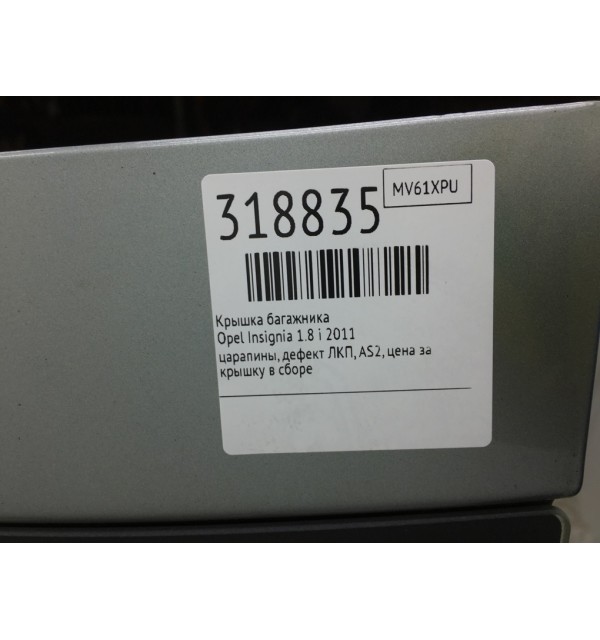 318835
MV61XPU
Крышка багажника
Opel Insignia 1.8 i 2011
царапины, дефект ЛКП, AS2, цена за
крышку в сборе